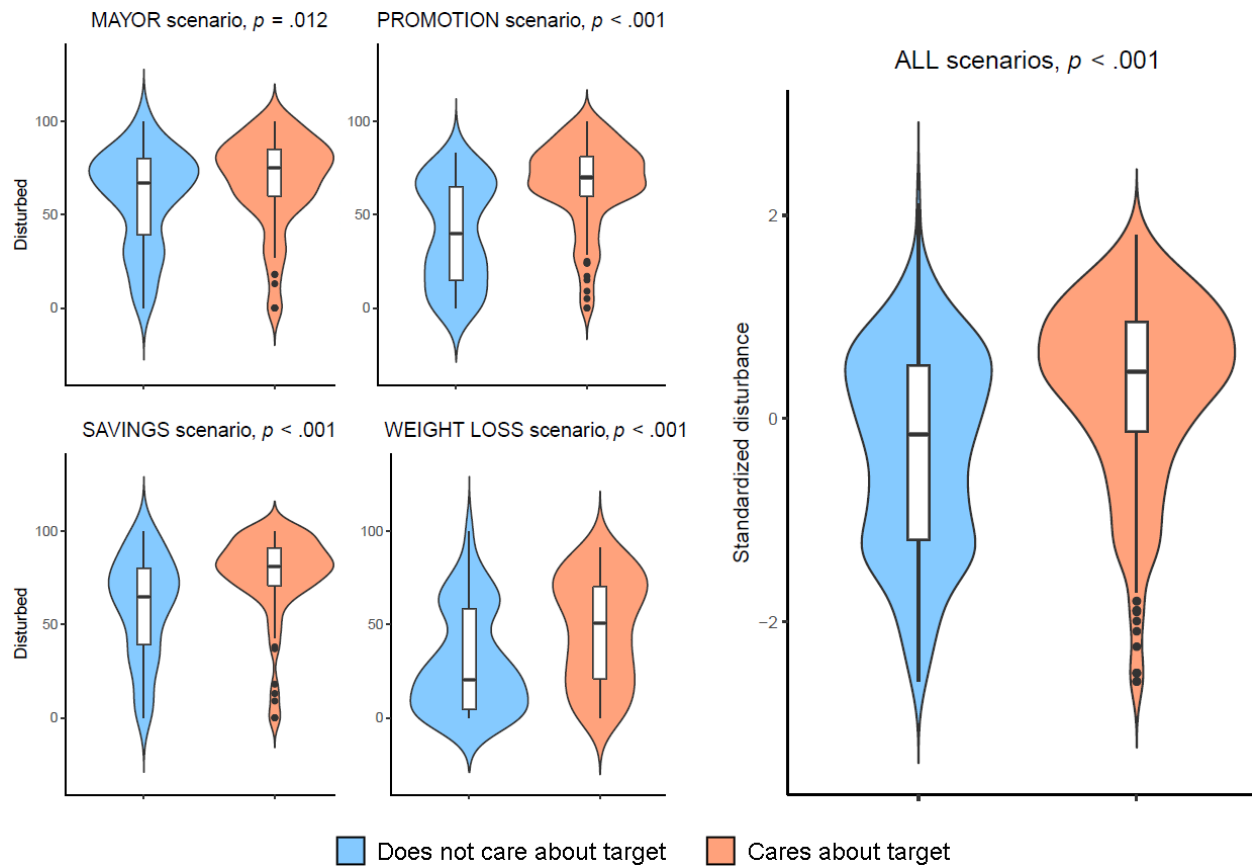 MAYOR scenario, p = .012
Disturbed
100
50
0
PROMOTION scenario, p < .001
100
50
0
SAVINGS scenario, p < .001
Disturbed
100
50
0
WEIGHT LOSS scenario, p < .001
100
50
0
ALL scenarios, p < .001
Standardized disturbance
2
0
−2
Does not care about target
Cares about target